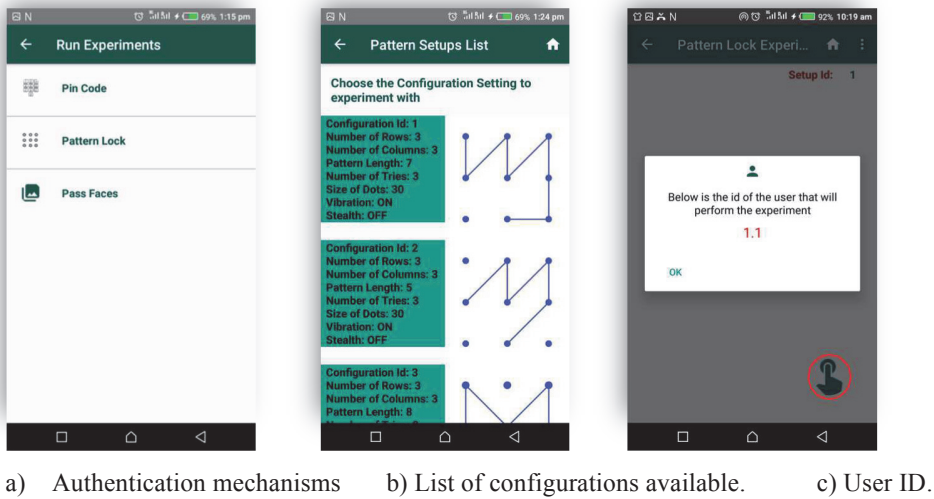 N 69% 1:15 pm
Run Experiments
Pin Code
Pattern Lock
Pass Faces
N 69% 1:24 pm
Pattern Setups List
Choose the Configuration Setting to
experiment with
Configuration Id: 1
Number of Rows: 3
Number of Columns: 3
Pattern Length: 7
Number of Tries: 3
Size of Dots: 30
Vibration: ON
Stealth: OFF
Configuration Id: 2
Number of Rows: 3
Number of Columns: 3
Pattern Length: 5
Number of Tries: 3
Size of Dots: 30
Vibration: ON
Stealth: OFF
Configuration Id: 3
Number of Rows: 3
Number of Columns: 3
Pattern Length: 8
N 92% 10:19 am
Pattern Lock Experi...
Setup Id: 1
Below is the id of the user that will
perform the experiment
1.1
OK
a) Authentication mechanisms b) List of configurations available. c) User ID.